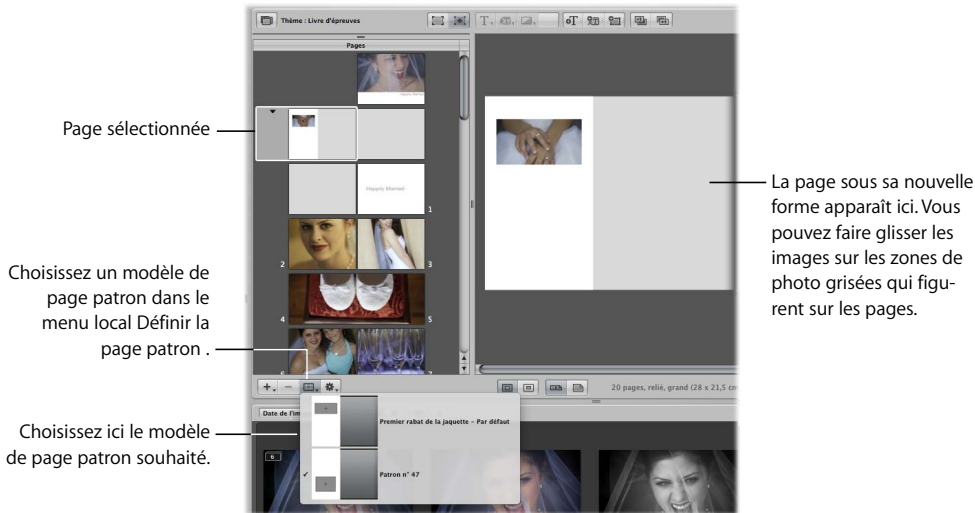 Thème : Livre d'épreuves
Pages
Happily Married
Page sélectionnée
Happily Married
1
2
3
4
5
6
7
La page sous sa nouvelle
forme apparaît ici. Vous
pouvez faire glisser les
images sur les zones de
photo grisées qui figu-
rent sur les pages.
Choisissez un modèle de
page patron dans le
menu local Définir la
page patron .
20 pages, relié, grand (28 x 21,5 cm
Date de l'im
Premier rabat de la jaquette – Par défaut
Choisissez ici le modèle
de page patron souhaité.
6
Patron n° 47